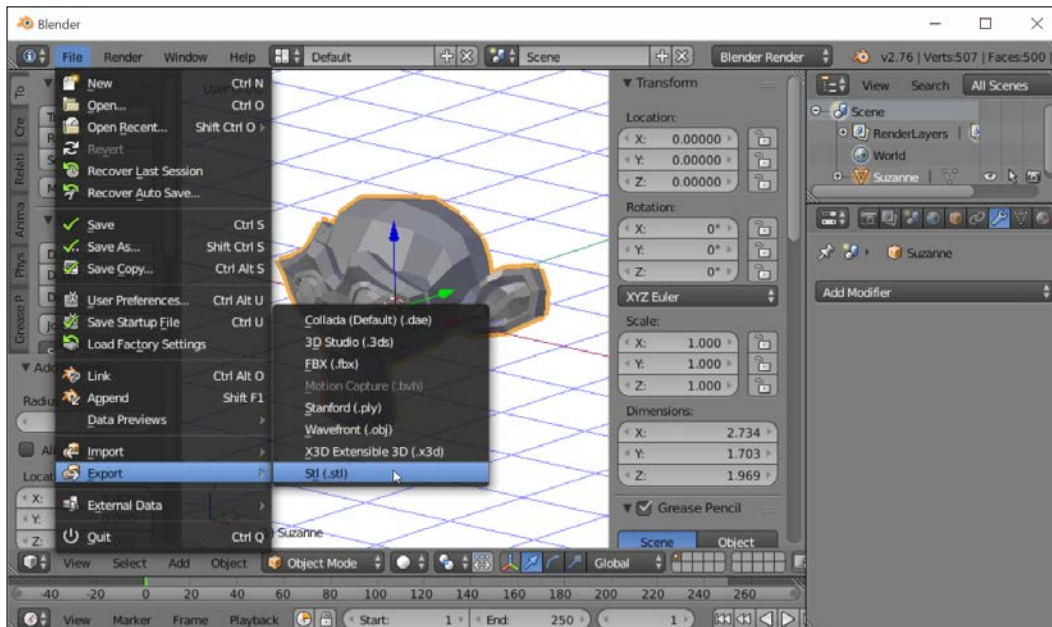 Blender
File Render Window Help Default Scene Blender Render v2.76 | Verts:507 | Faces:500 |
New Ctrl N
Open... Ctrl O
Open Recent... Shift Ctrl O
Revert
Recover Last Session
Recover Auto Save...
Save Ctrl S
Save As... Shift Ctrl S
Save Copy... Ctrl Alt S
User Preferences... Ctrl Alt U
Save Startup File Ctrl U
Load Factory Settings
Link Ctrl Alt O
Append Shift F1
Data Previews
Import
Export
External Data
Quit Ctrl Q
Collada (Default) (.dae)
3D Studio (.3ds)
FBX (.fbx)
Motion Capture (.bvh)
Stanford (.ply)
Wavefront (.obj)
X3D Extensible 3D (.x3d)
Stl (.stl)
To
Cre
Relati
Anima
Phys
Grease P
Suzanne
Transform
Location:
X: 0.00000
Y: 0.00000
Z: 0.00000
Rotation:
X: 0°
Y: 0°
Z: 0°
XYZ Euler
Scale:
X: 1.000
Y: 1.000
Z: 1.000
Dimensions:
X: 2.734
Y: 1.703
Z: 1.969
Grease Pencil
Scene Object
View Search All Scenes
Scene
RenderLayers |
World
Suzanne |
Suzanne
Add Modifier
X:
Y:
Z:
View Select Add Object Object Mode Global
-40 -20 0 20 40 60 80 100 120 140 160 180 200 220 240 260
View Marker Frame Playback Start: 1 End: 250 1